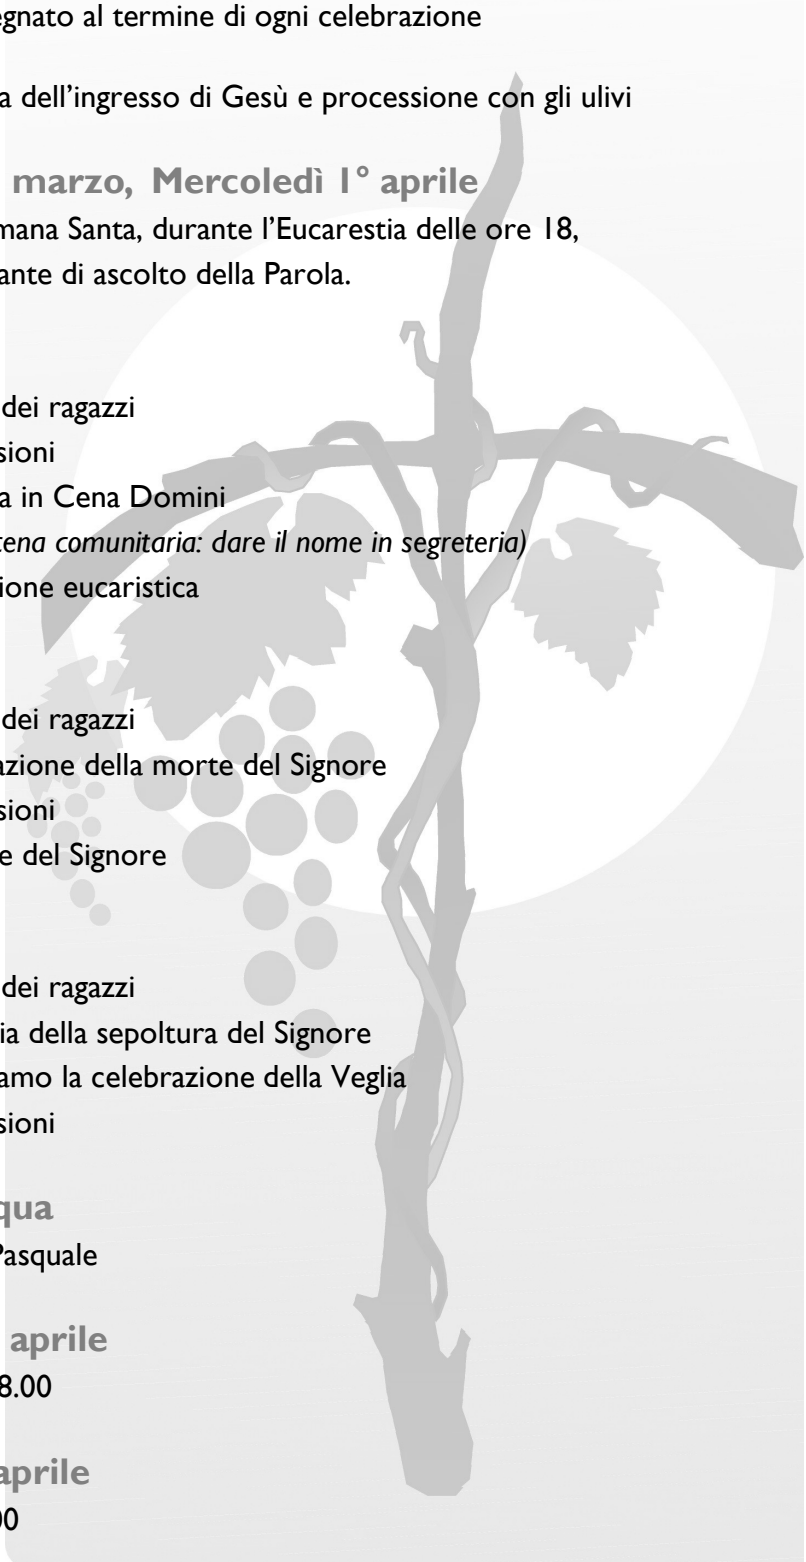 egnato al termine di ogni celebrazione
a dell'ingresso di Gesù e processione con gli ulivi
marzo, Mercoledì 1° aprile
mana Santa, durante l'Eucarestia delle ore 18,
ante di ascolto della Parola.
dei ragazzi
sioni
a in Cena Domini
cena comunitaria: dare il nome in segreteria)
ione eucaristica
dei ragazzi
azione della morte del Signore
sioni
e del Signore
dei ragazzi
ia della sepoltura del Signore
amo la celebrazione della Veglia
sioni
qua
Pasquale
aprile
8.00
aprile
00